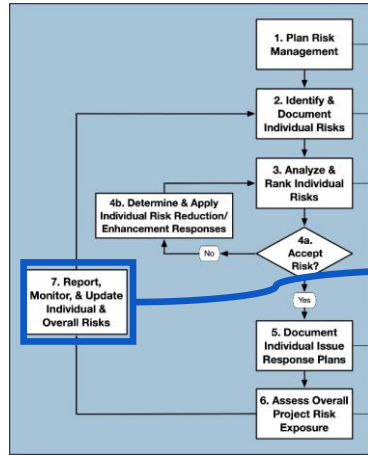 1. Plan Risk
Management
2. Identify &
Document
Individual Risks
3. Analyze &
Rank Individual
Risks
4b. Determine & Apply
Individual Risk Reduction/
Enhancement Responses
4a.
Accept
Risk?
No
7. Report,
Monitor, & Update
Individual &
Overall Risks
Yes
5. Document
Individual Issue
Response Plans
6. Assess Overall
Project Risk
Exposure